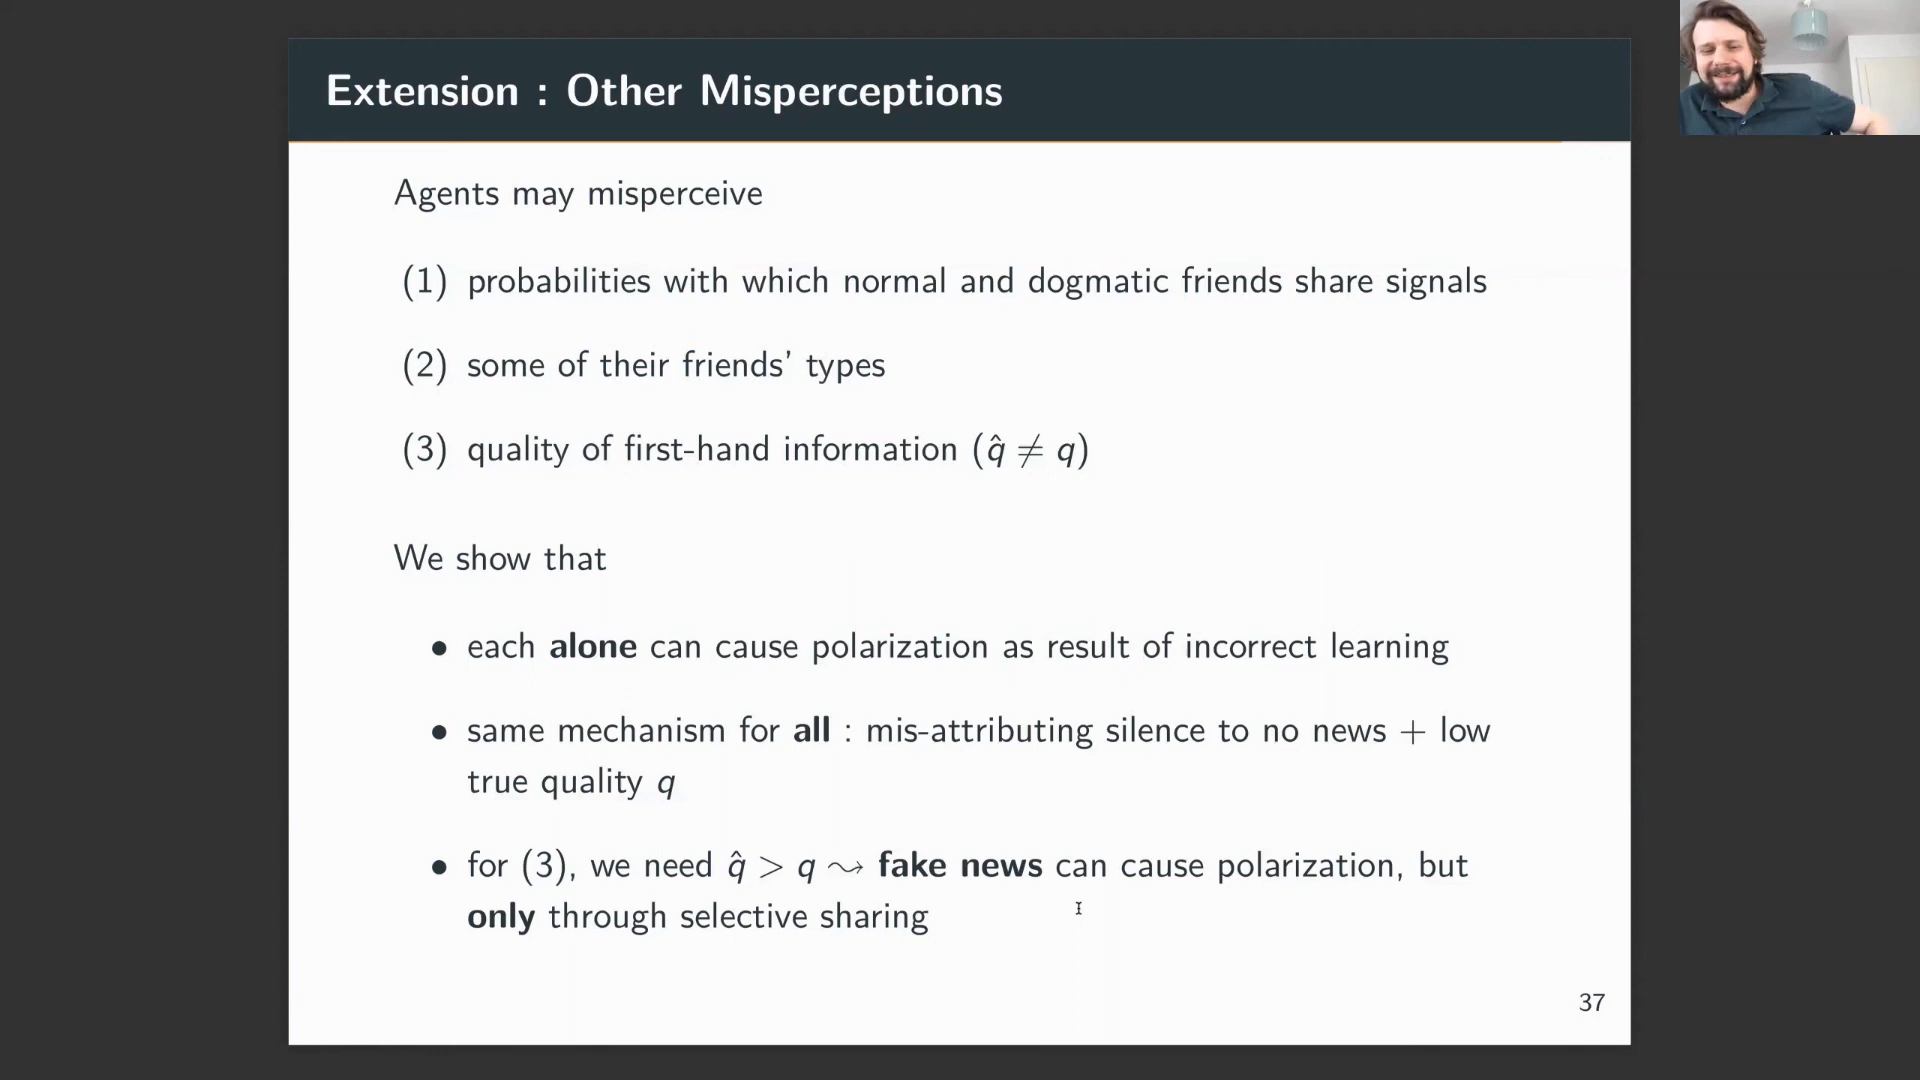 Extension : Other Misperceptions
Agents may misperceive
(1) probabilities with which normal and dogmatic friends share signals
(2) some of their friends' types
(3) quality of first-hand information (q̂ ≠ q)
We show that
• each alone can cause polarization as result of incorrect learning
• same mechanism for all : mis-attributing silence to no news + low
true quality q
• for (3), we need q̂ > q ⇝ fake news can cause polarization, but
only through selective sharing
37